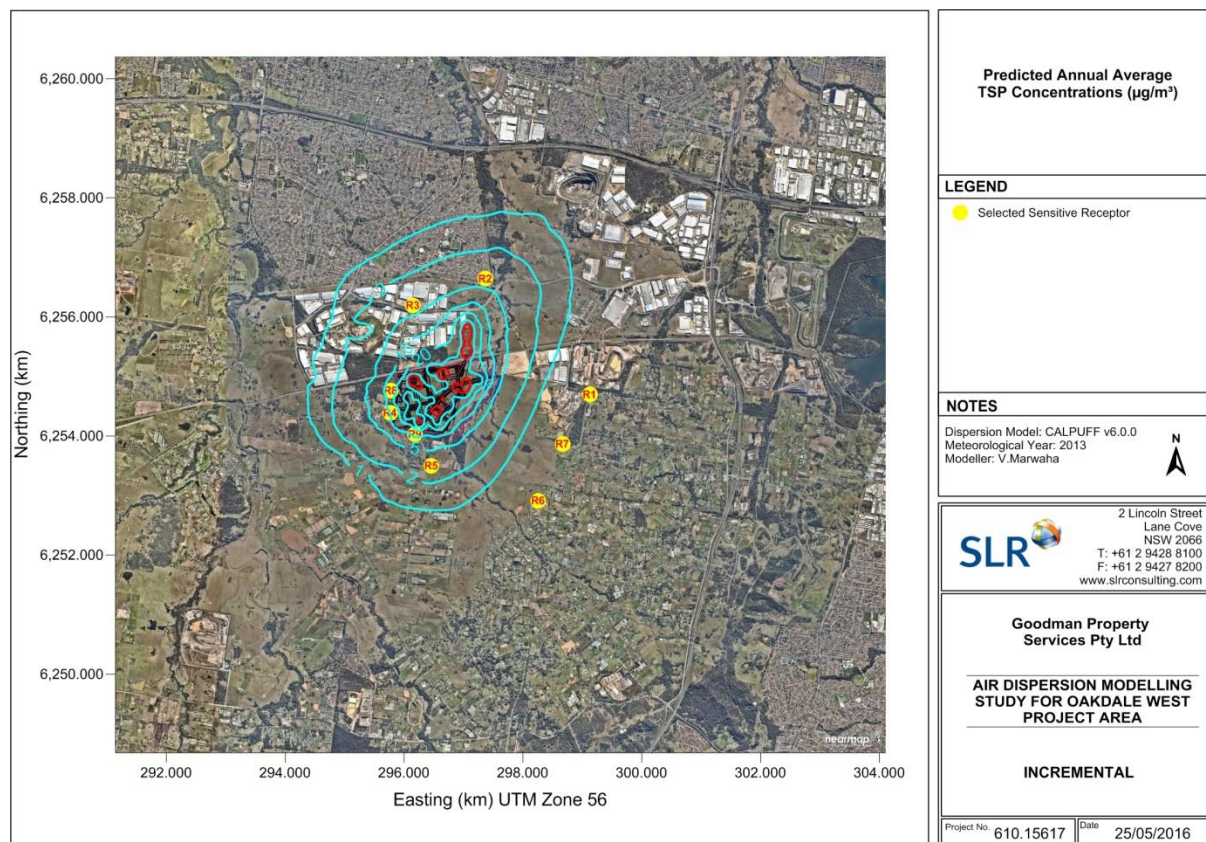 6,260.000
6,258.000
6,256.000
6,254.000
6,252.000
6,250.000
Northing (km)
292.000
294.000
296.000
298.000
300.000
302.000
304.000
Easting (km) UTM Zone 56
R2
R3
R1
R4
R5
R7
R6
1
2
5
nearmap
Predicted Annual Average
TSP Concentrations (µg/m³)
LEGEND
Selected Sensitive Receptor
NOTES
Dispersion Model: CALPUFF v6.0.0
Meteorological Year: 2013
Modeller: V.Marwaha
N
SLR
2 Lincoln Street
Lane Cove
NSW 2066
T: +61 2 9428 8100
F: +61 2 9427 8200
www.slrconsulting.com
Goodman Property
Services Pty Ltd
AIR DISPERSION MODELLING
STUDY FOR OAKDALE WEST
PROJECT AREA
INCREMENTAL
Project No. 610.15617
Date 25/05/2016